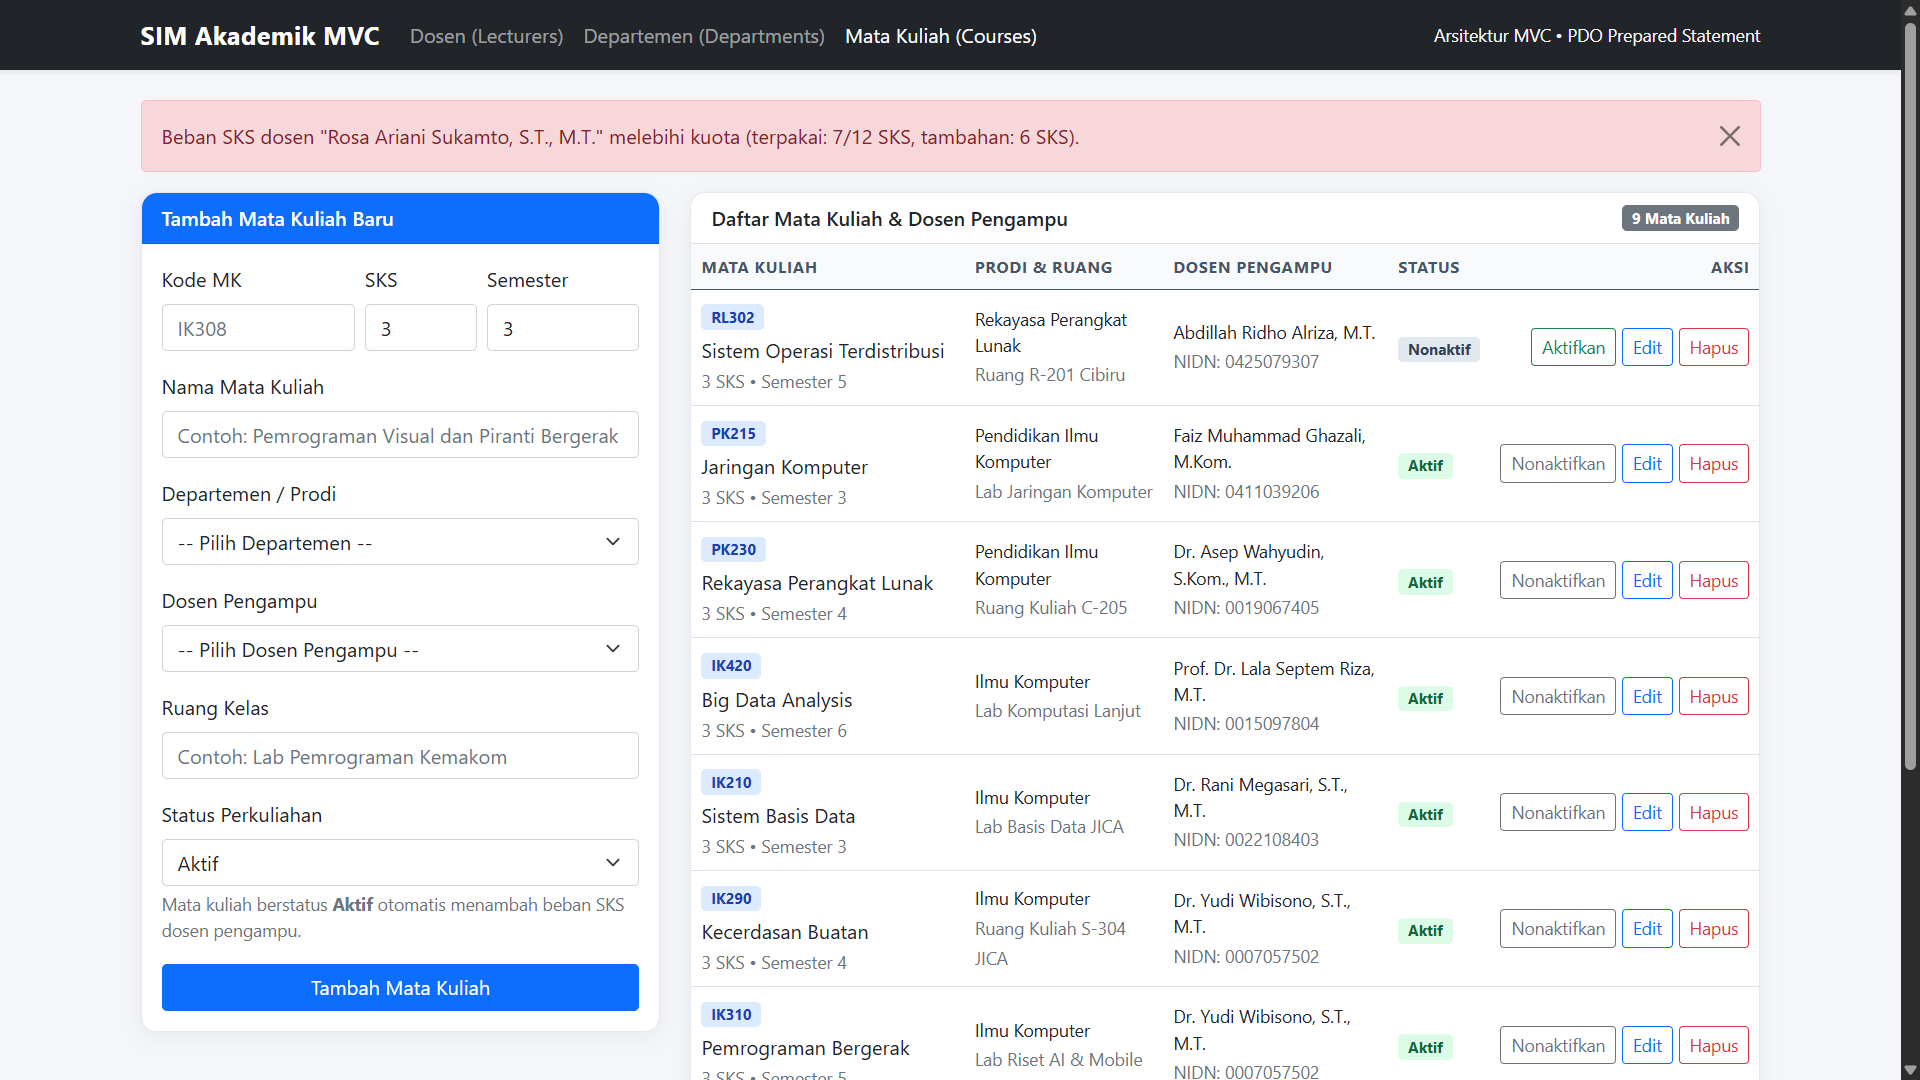 SIM Akademik MVC
Dosen (Lecturers)
Departemen (Departments)
Mata Kuliah (Courses)
Arsitektur MVC • PDO Prepared Statement
Beban SKS dosen "Rosa Ariani Sukamto, S.T., M.T." melebihi kuota (terpakai: 7/12 SKS, tambahan: 6 SKS).
Tambah Mata Kuliah Baru
Kode MK
SKS
Semester
IK308
3
3
Nama Mata Kuliah
Contoh: Pemrograman Visual dan Piranti Bergerak
Departemen / Prodi
-- Pilih Departemen --
Dosen Pengampu
-- Pilih Dosen Pengampu --
Ruang Kelas
Contoh: Lab Pemrograman Kemakom
Status Perkuliahan
Aktif
Mata kuliah berstatus Aktif otomatis menambah beban SKS
dosen pengampu.
Tambah Mata Kuliah
Daftar Mata Kuliah & Dosen Pengampu
9 Mata Kuliah
MATA KULIAH
PRODI & RUANG
DOSEN PENGAMPU
STATUS
AKSI
RL302
Sistem Operasi Terdistribusi
3 SKS • Semester 5
Rekayasa Perangkat
Lunak
Ruang R-201 Cibiru
Abdillah Ridho Alriza, M.T.
NIDN: 0425079307
Nonaktif
Aktifkan
Edit
Hapus
PK215
Jaringan Komputer
3 SKS • Semester 3
Pendidikan Ilmu
Komputer
Lab Jaringan Komputer
Faiz Muhammad Ghazali,
M.Kom.
NIDN: 0411039206
Aktif
Nonaktifkan
Edit
Hapus
PK230
Rekayasa Perangkat Lunak
3 SKS • Semester 4
Pendidikan Ilmu
Komputer
Ruang Kuliah C-205
Dr. Asep Wahyudin,
S.Kom., M.T.
NIDN: 0019067405
Aktif
Nonaktifkan
Edit
Hapus
IK420
Big Data Analysis
3 SKS • Semester 6
Ilmu Komputer
Lab Komputasi Lanjut
Prof. Dr. Lala Septem Riza,
M.T.
NIDN: 0015097804
Aktif
Nonaktifkan
Edit
Hapus
IK210
Sistem Basis Data
3 SKS • Semester 3
Ilmu Komputer
Lab Basis Data JICA
Dr. Rani Megasari, S.T.,
M.T.
NIDN: 0022108403
Aktif
Nonaktifkan
Edit
Hapus
IK290
Kecerdasan Buatan
3 SKS • Semester 4
Ilmu Komputer
Ruang Kuliah S-304
JICA
Dr. Yudi Wibisono, S.T.,
M.T.
NIDN: 0007057502
Aktif
Nonaktifkan
Edit
Hapus
IK310
Pemrograman Bergerak
3 SKS • Semester 5
Ilmu Komputer
Lab Riset AI & Mobile
Dr. Yudi Wibisono, S.T.,
M.T.
NIDN: 0007057502
Aktif
Nonaktifkan
Edit
Hapus